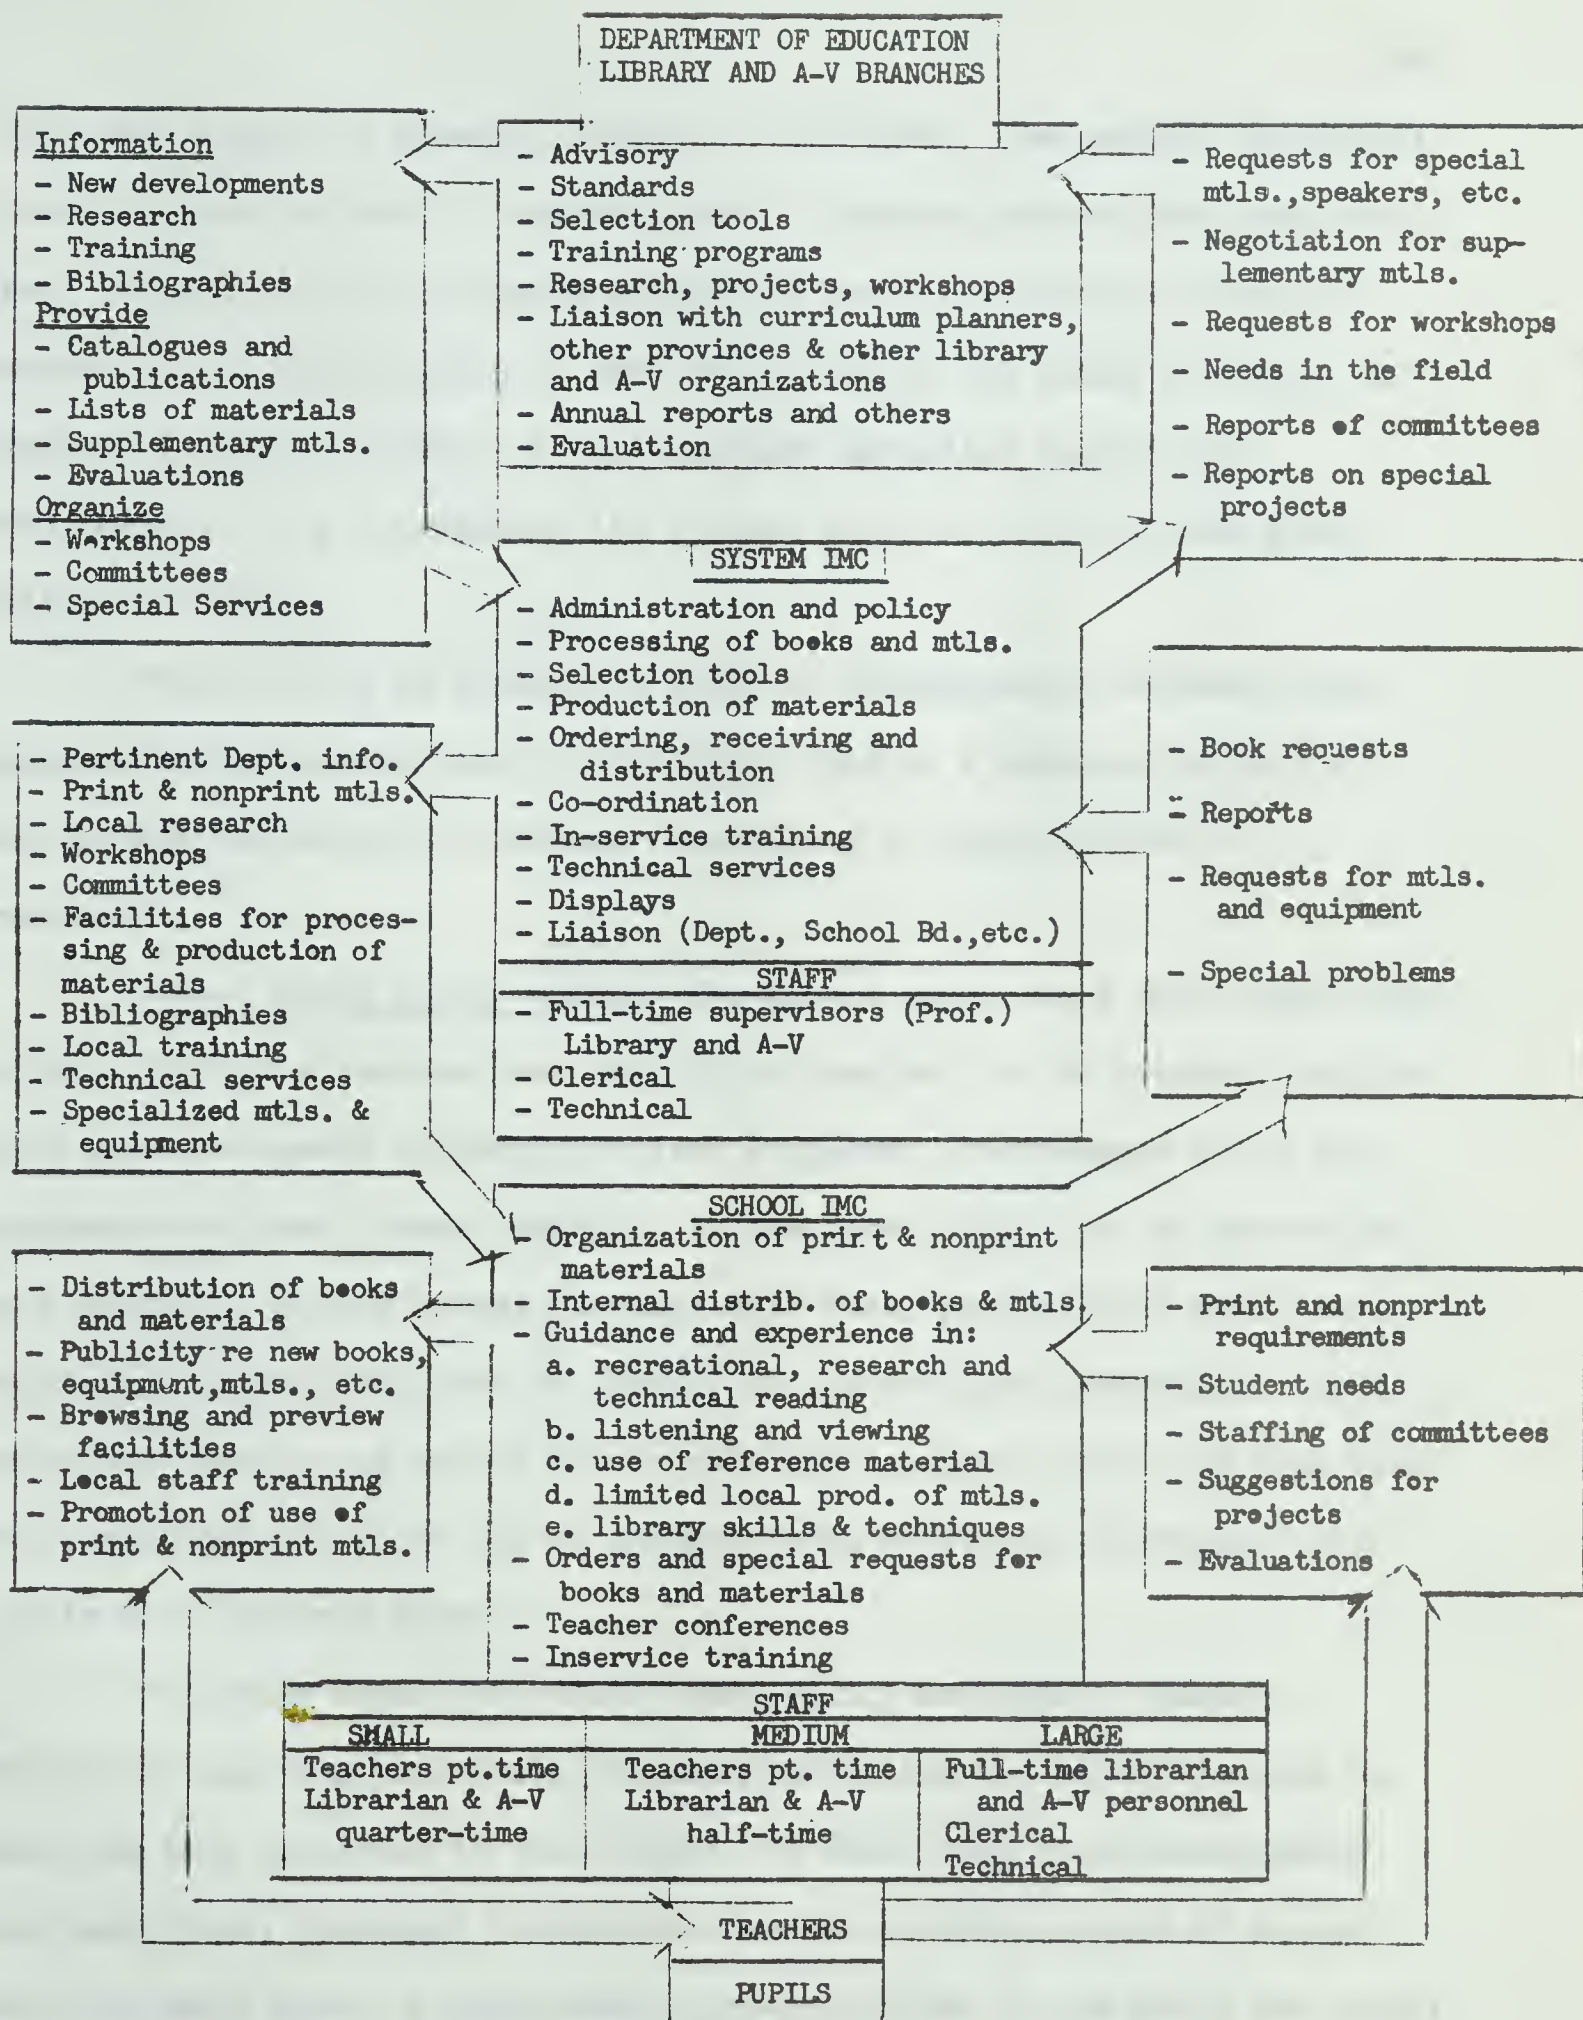 DEPARTMENT OF EDUCATION
LIBRARY AND A-V BRANCHES
Information
- New developments
- Research
- Training
- Bibliographies
Provide
- Catalogues and
publications
- Lists of materials
- Supplementary mtls.
- Evaluations
Organize
- Workshops
- Committees
- Special Services
- Advisory
- Standards
- Selection tools
- Training programs
- Research, projects, workshops
- Liaison with curriculum planners,
other provinces & other library
and A-V organizations
- Annual reports and others
- Evaluation
- Requests for special
mtls.,speakers, etc.
- Negotiation for sup-
lementary mtls.
- Requests for workshops
- Needs in the field
- Reports of committees
- Reports on special
projects
SYSTEM IMC
- Administration and policy
- Processing of books and mtls.
- Selection tools
- Production of materials
- Ordering, receiving and
distribution
- Co-ordination
- In-service training
- Technical services
- Displays
- Liaison (Dept., School Bd.,etc.)
STAFF
- Full-time supervisors (Prof.)
Library and A-V
- Clerical
- Technical
- Pertinent Dept. info.
- Print & nonprint mtls.
- Local research
- Workshops
- Committees
- Facilities for proces-
sing & production of
materials
- Bibliographies
- Local training
- Technical services
- Specialized mtls. &
equipment
- Book requests
- Reports
- Requests for mtls.
and equipment
- Special problems
SCHOOL IMC
- Organization of print & nonprint
materials
- Internal distrib. of books & mtls.
- Guidance and experience in:
a. recreational, research and
technical reading
b. listening and viewing
c. use of reference material
d. limited local prod. of mtls.
e. library skills & techniques
- Orders and special requests for
books and materials
- Teacher conferences
- Inservice training
- Distribution of books
and materials
- Publicity re new books,
equipment,mtls., etc.
- Browsing and preview
facilities
- Local staff training
- Promotion of use of
print & nonprint mtls.
- Print and nonprint
requirements
- Student needs
- Staffing of committees
- Suggestions for
projects
- Evaluations
STAFF
SMALL MEDIUM LARGE
Teachers pt.time
Librarian & A-V
quarter-time
Teachers pt. time
Librarian & A-V
half-time
Full-time librarian
and A-V personnel
Clerical
Technical
TEACHERS
PUPILS